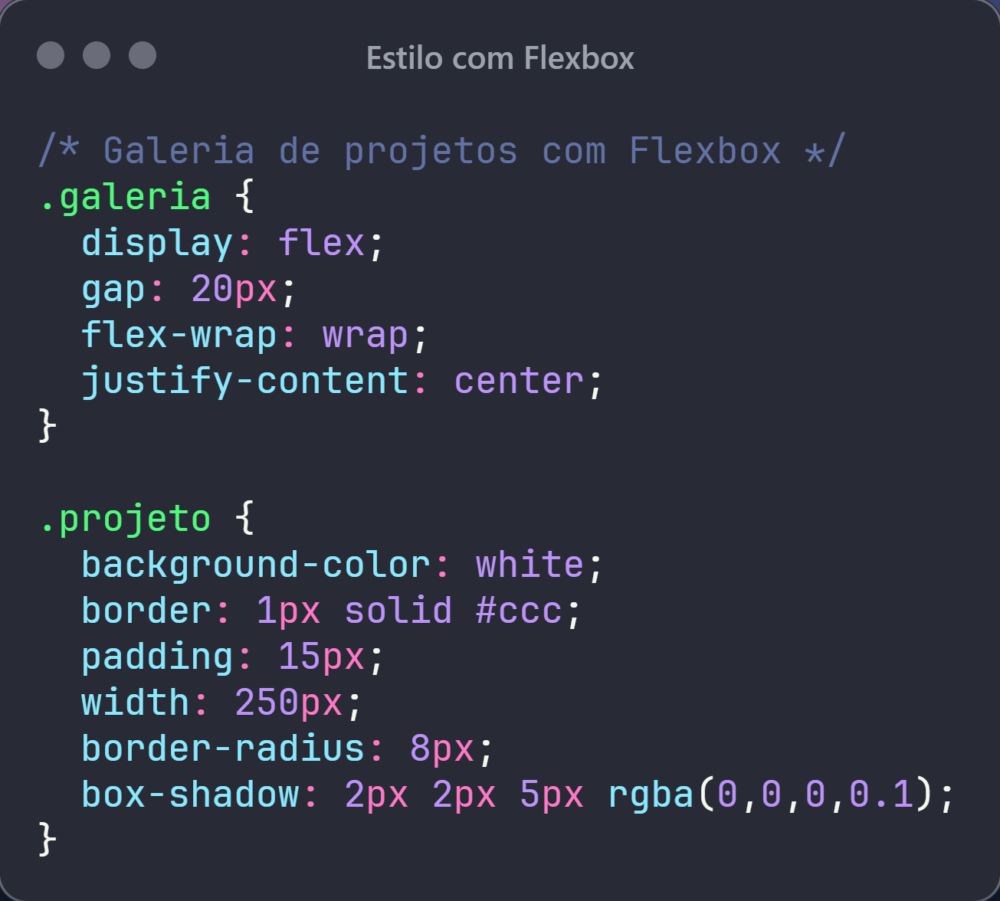 Estilo com Flexbox
/* Galeria de projetos com Flexbox */
.galeria {
  display: flex;
  gap: 20px;
  flex-wrap: wrap;
  justify-content: center;
}

.projeto {
  background-color: white;
  border: 1px solid #ccc;
  padding: 15px;
  width: 250px;
  border-radius: 8px;
  box-shadow: 2px 2px 5px rgba(0,0,0,0.1);
}